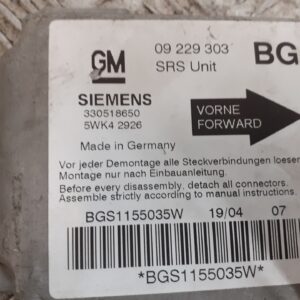 GM
09 229 303
BG
SRS Unit
SIEMENS
330518650
5WK4 2926
VORNE
FORWARD
Made in Germany
Vor jeder Demontage alle Steckverbindungen loesen
Montage nur nach Einbauanleitung.
Before every disassembly, detach all connectors.
Assemble strictly according to manual instructions.
BGS1155035W 19/04 07
*BGS1155035W*